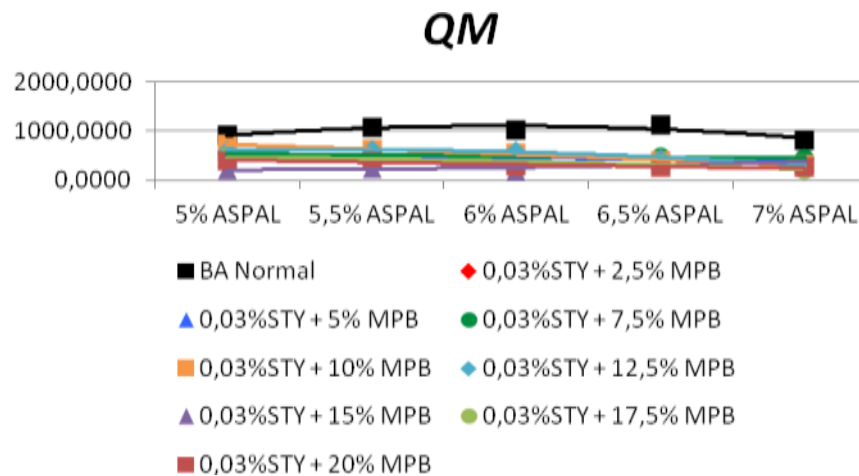 QM
2000,0000
1000,0000
0,0000
5% ASPAL 5,5% ASPAL 6% ASPAL 6,5% ASPAL 7% ASPAL
BA Normal 0,03%STY + 2,5% MPB
0,03%STY + 5% MPB 0,03%STY + 7,5% MPB
0,03%STY + 10% MPB 0,03%STY + 12,5% MPB
0,03%STY + 15% MPB 0,03%STY + 17,5% MPB
0,03%STY + 20% MPB